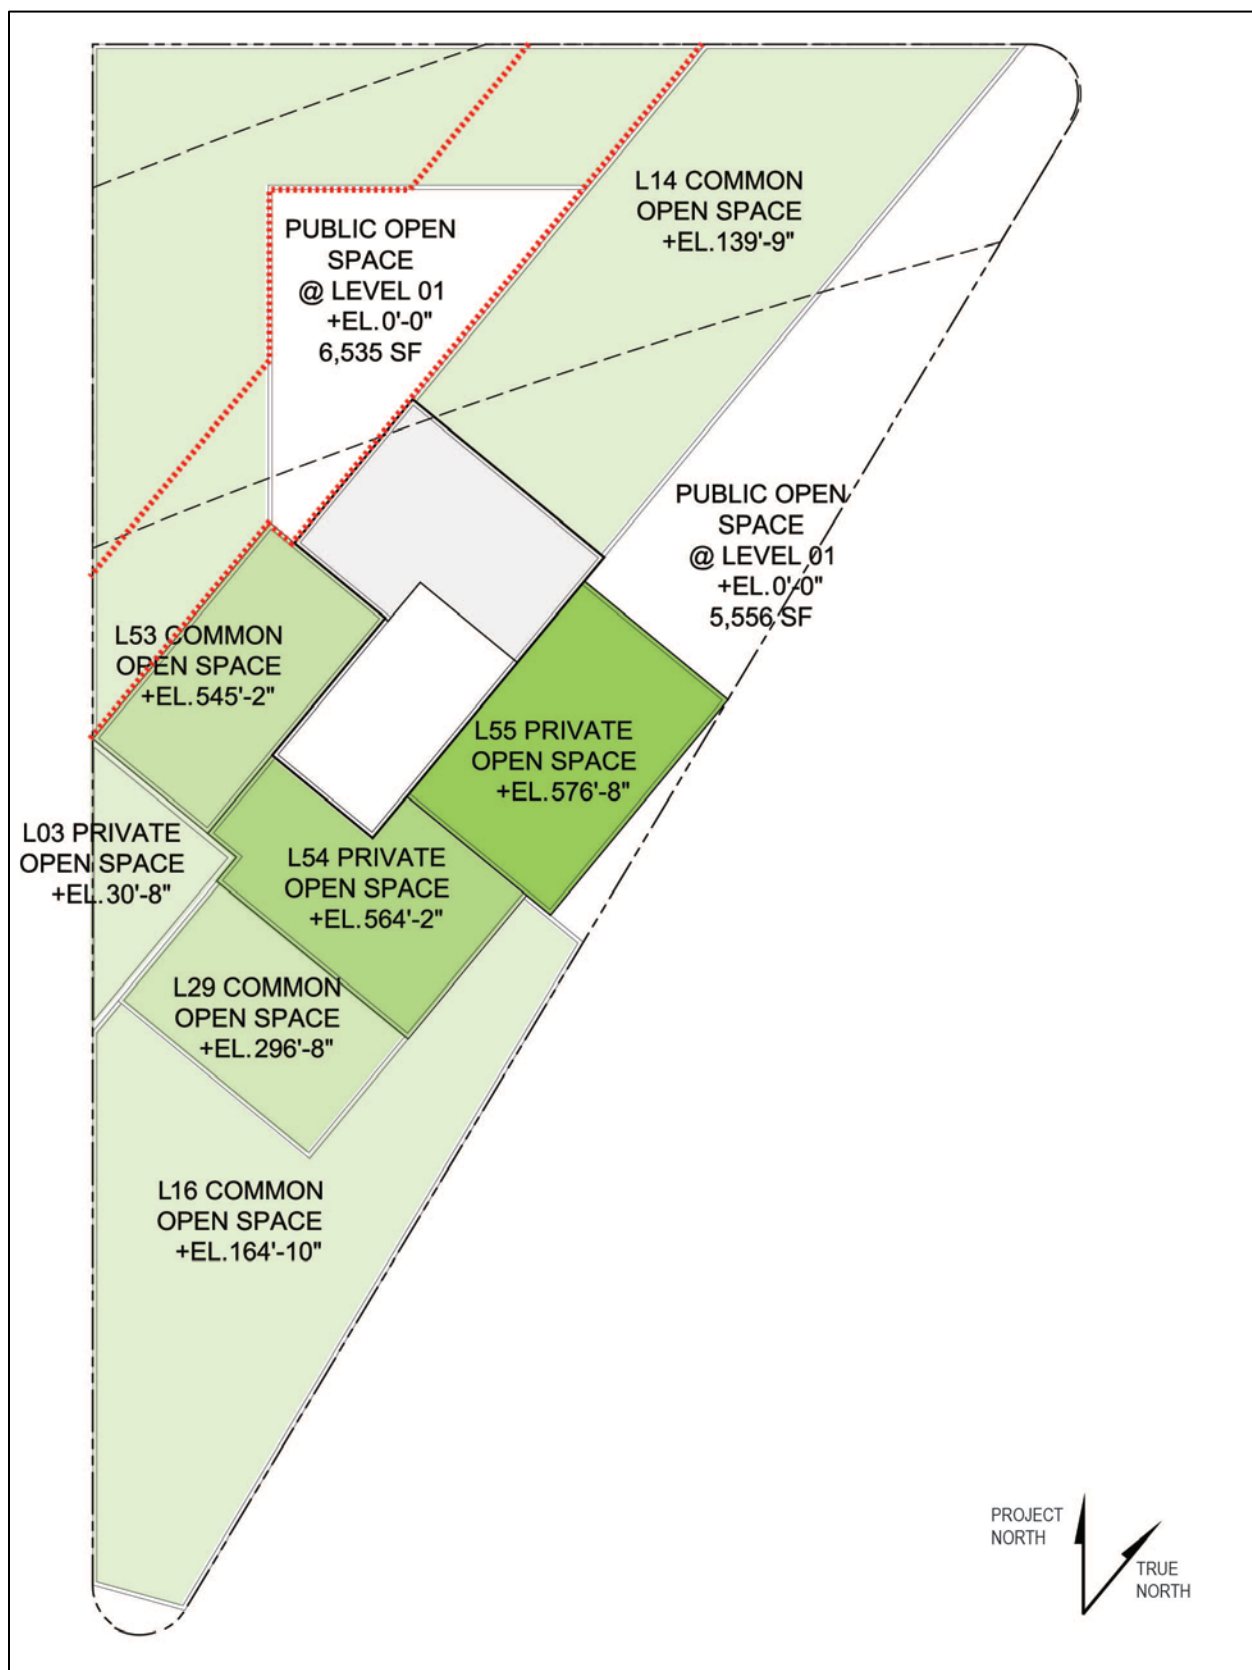 L14 COMMON
OPEN SPACE
+EL.139'-9"
PUBLIC OPEN
SPACE
@ LEVEL 01
+EL.0'-0"
6,535 SF
PUBLIC OPEN
SPACE
@ LEVEL 01
+EL.0'-0"
5,556 SF
L53 COMMON
OPEN SPACE
+EL.545'-2"
L55 PRIVATE
OPEN SPACE
+EL.576'-8"
L03 PRIVATE
OPEN SPACE
+EL.30'-8"
L54 PRIVATE
OPEN SPACE
+EL.564'-2"
L29 COMMON
OPEN SPACE
+EL.296'-8"
L16 COMMON
OPEN SPACE
+EL.164'-10"
PROJECT
NORTH
TRUE
NORTH